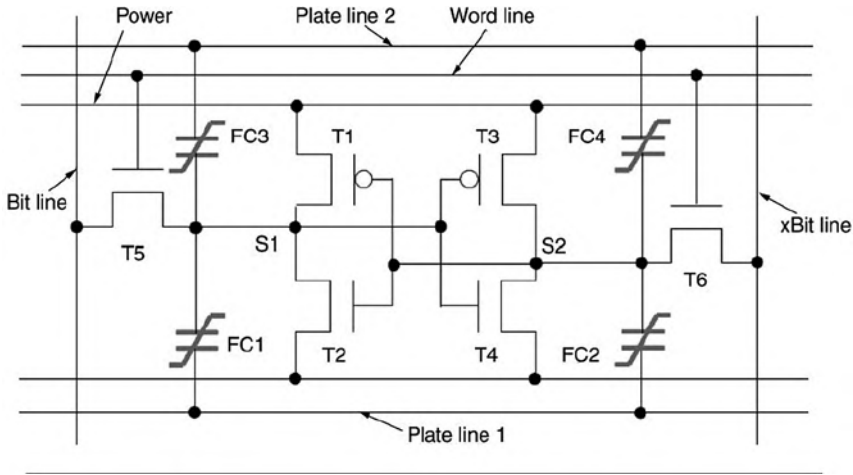 Power
Plate line 2
Word line
FC3
T1
T3
FC4
Bit line
xBit line
T5
S1
S2
T6
FC1
T2
T4
FC2
Plate line 1